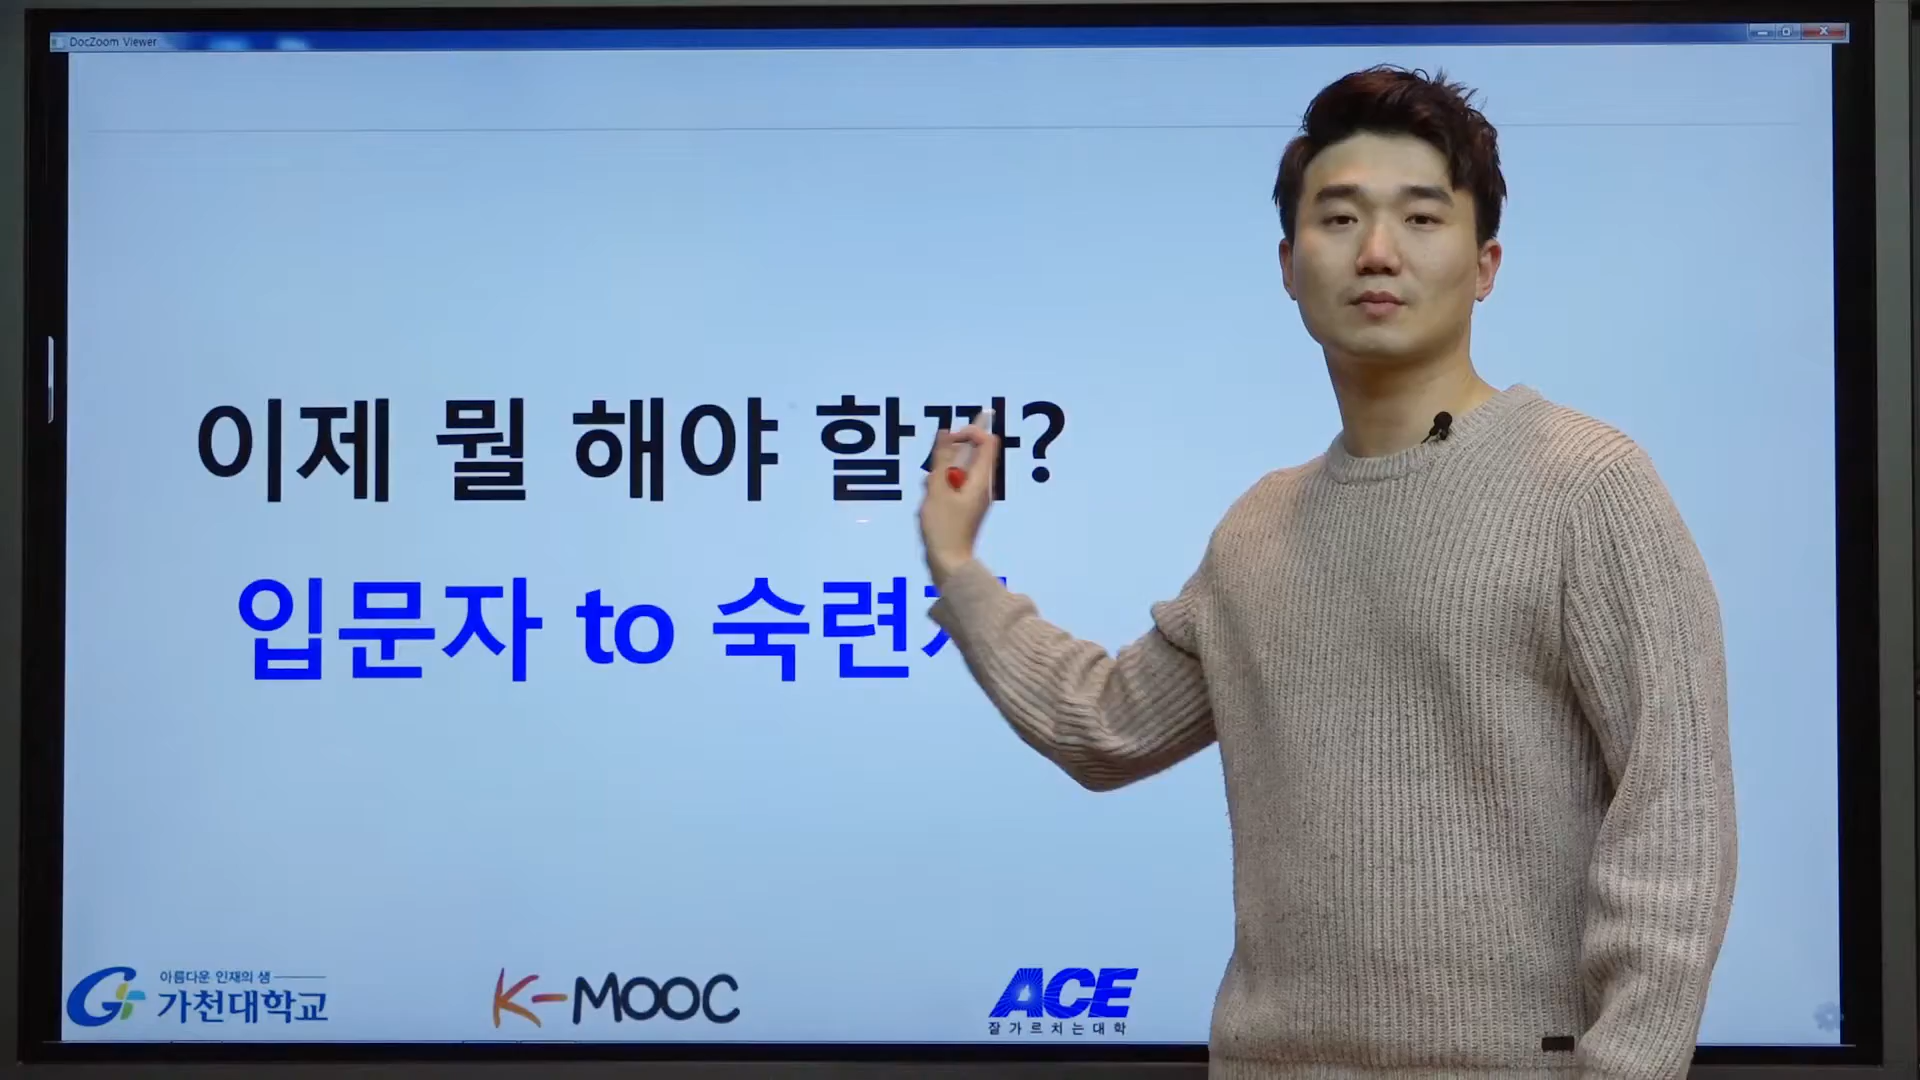 DocZoom Viewer
이제 뭘 해야 할까?
입문자 to 숙련자
아름다운 인재의 샘
가천대학교
K-MOOC
ACE
잘가르치는대학